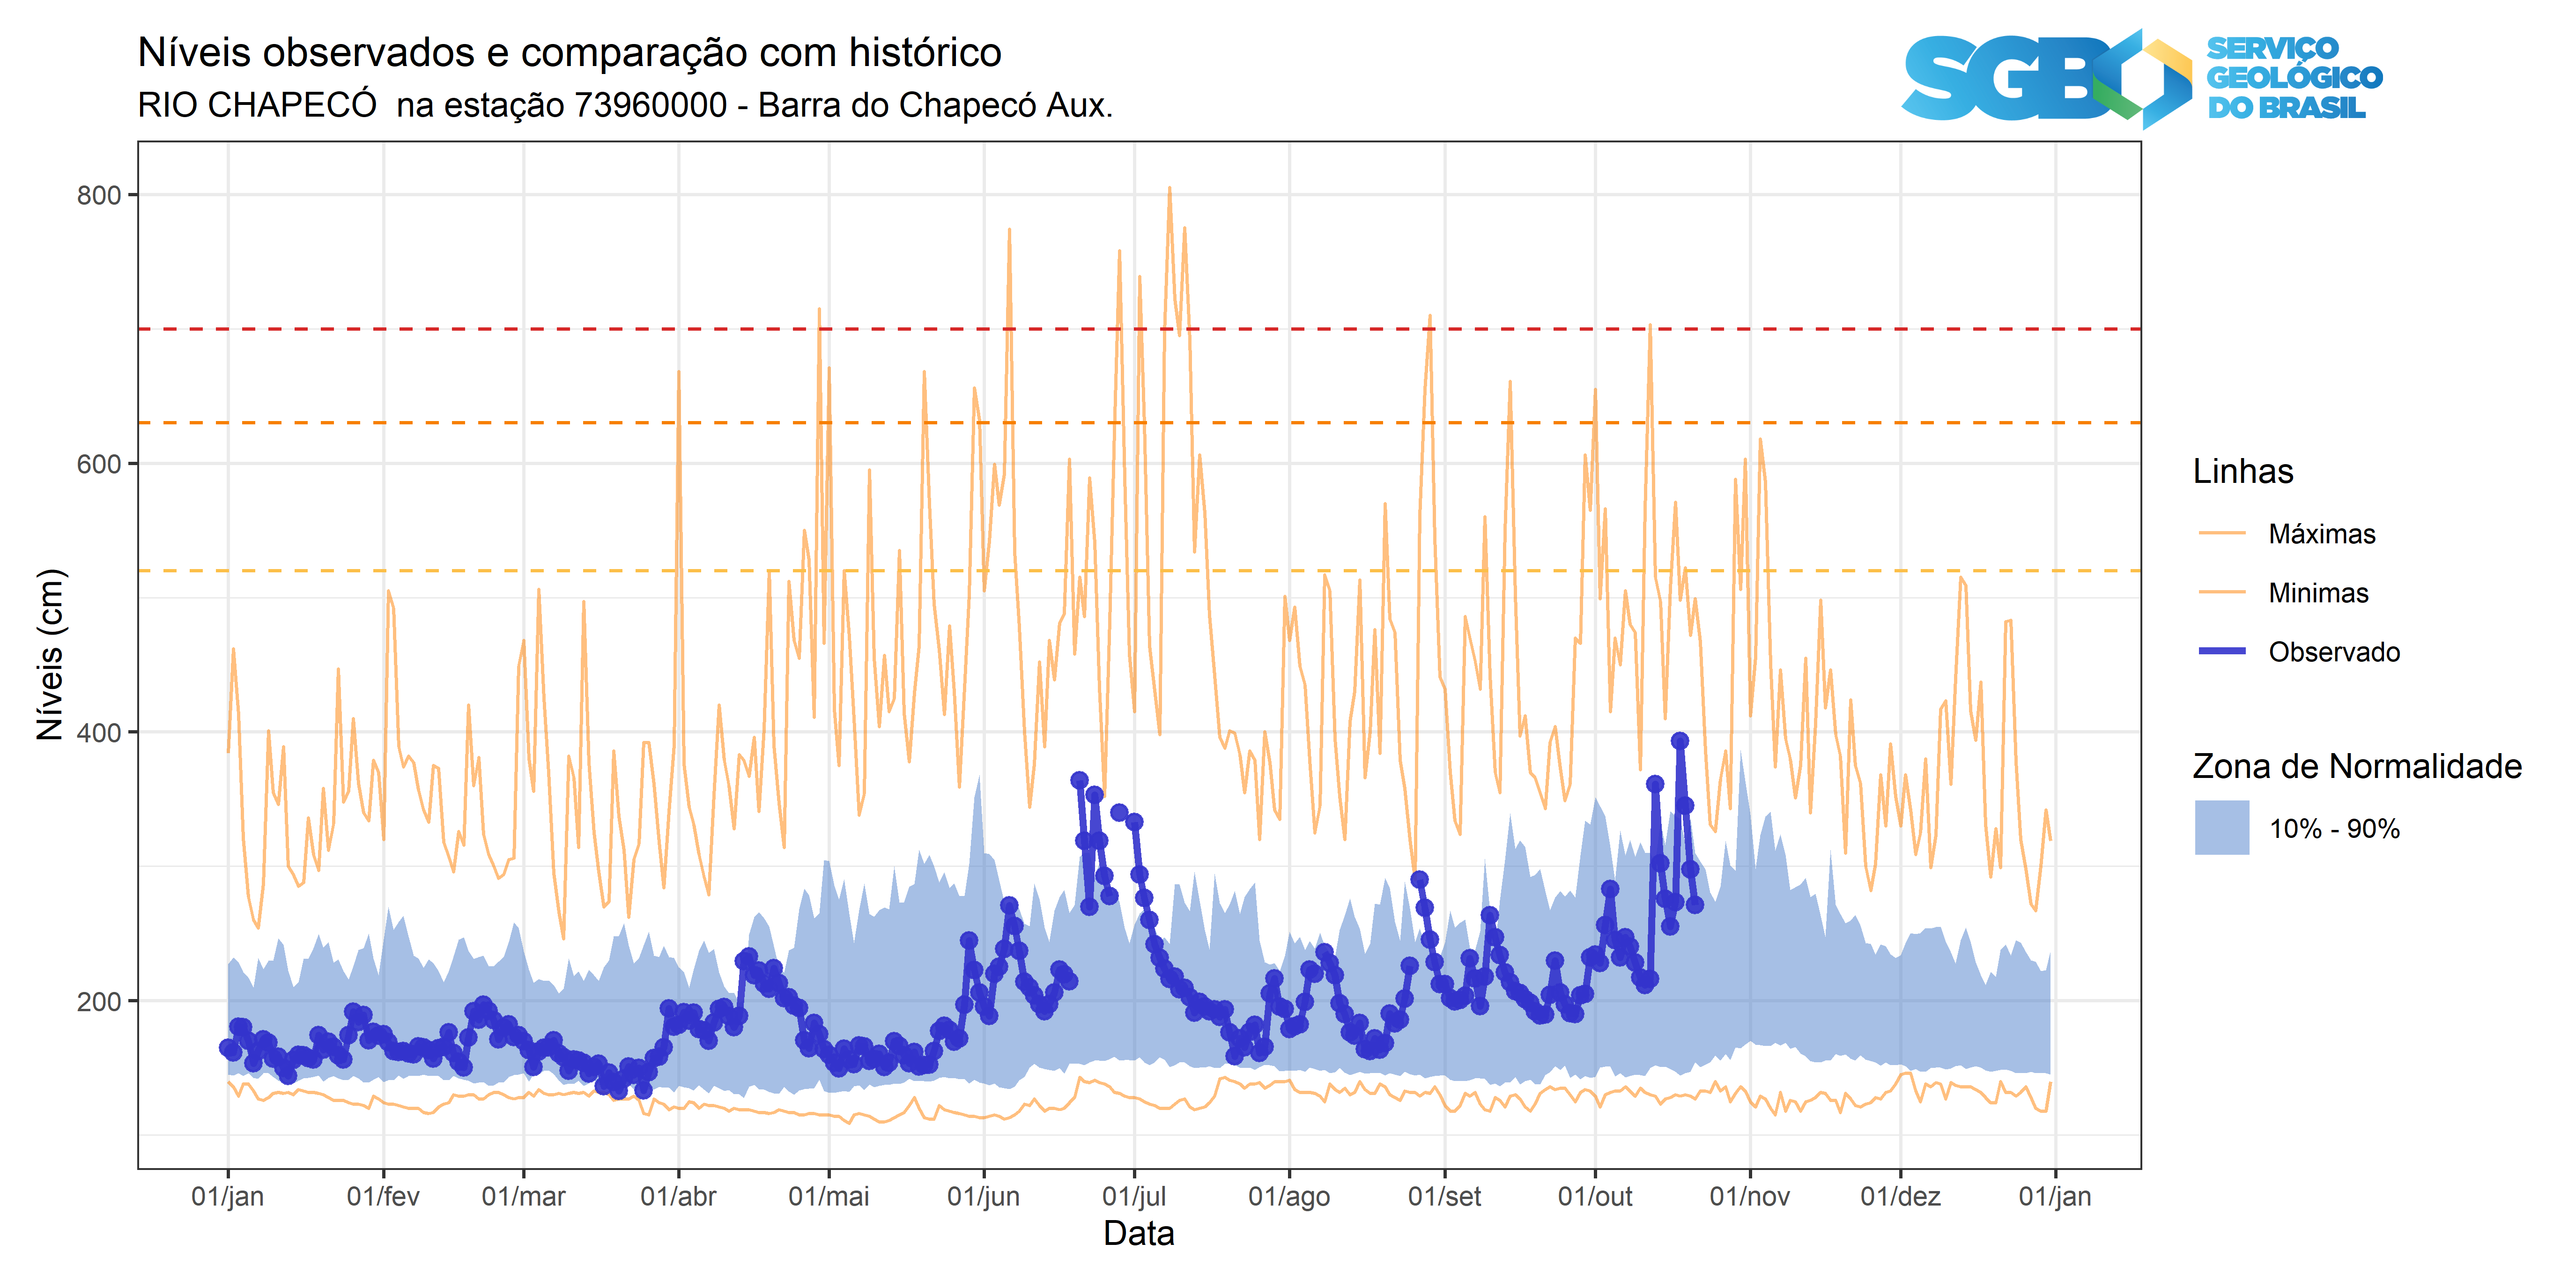 Níveis observados e comparação com histórico
RIO CHAPECÓ  na estação 73960000 - Barra do Chapecó Aux.
SGB
SERVIÇO
GEOLÓGICO
DO BRASIL
800
600
400
200
Níveis (cm)
01/jan
01/fev
01/mar
01/abr
01/mai
01/jun
01/jul
01/ago
01/set
01/out
01/nov
01/dez
01/jan
Data
Linhas
Máximas
Minimas
Observado
Zona de Normalidade
10% - 90%